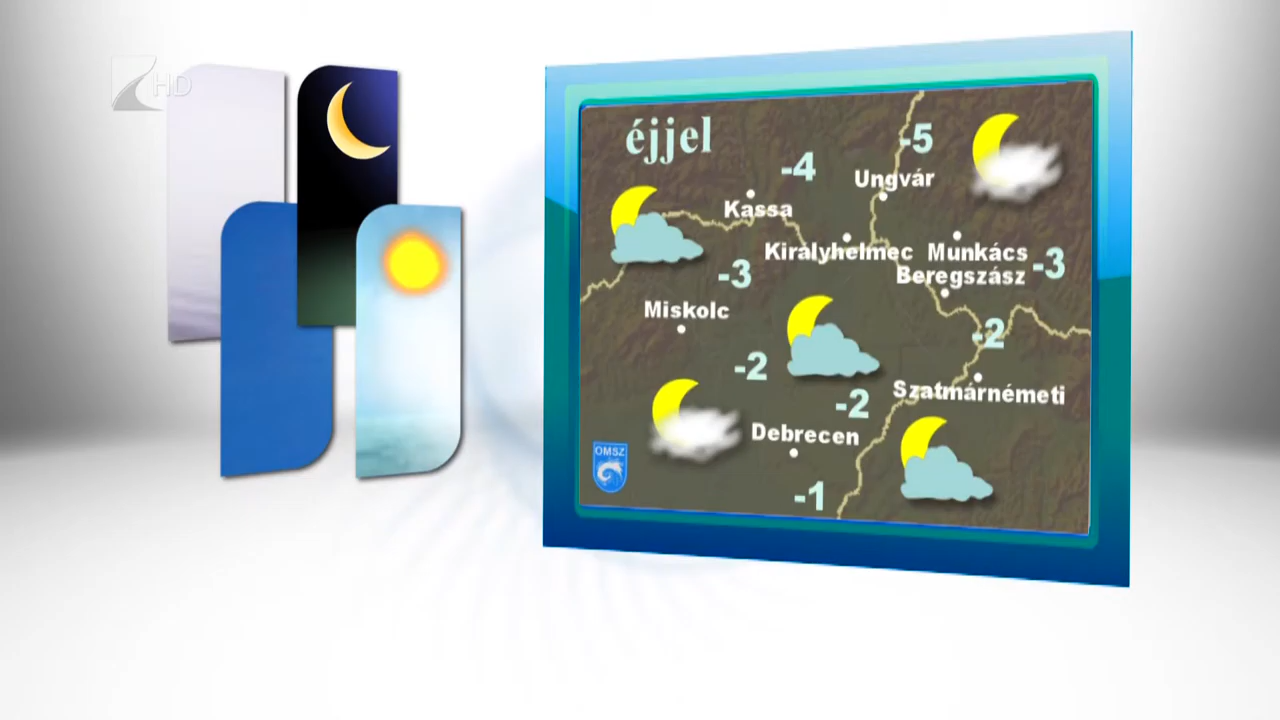 HD
éjjel
-5
-4
Ungvár
Kassa
Királyhelmec
Munkács
Beregszász
-3
-3
Miskolc
-2
-2
Szatmárnémeti
-2
Debrecen
OMSZ
-1